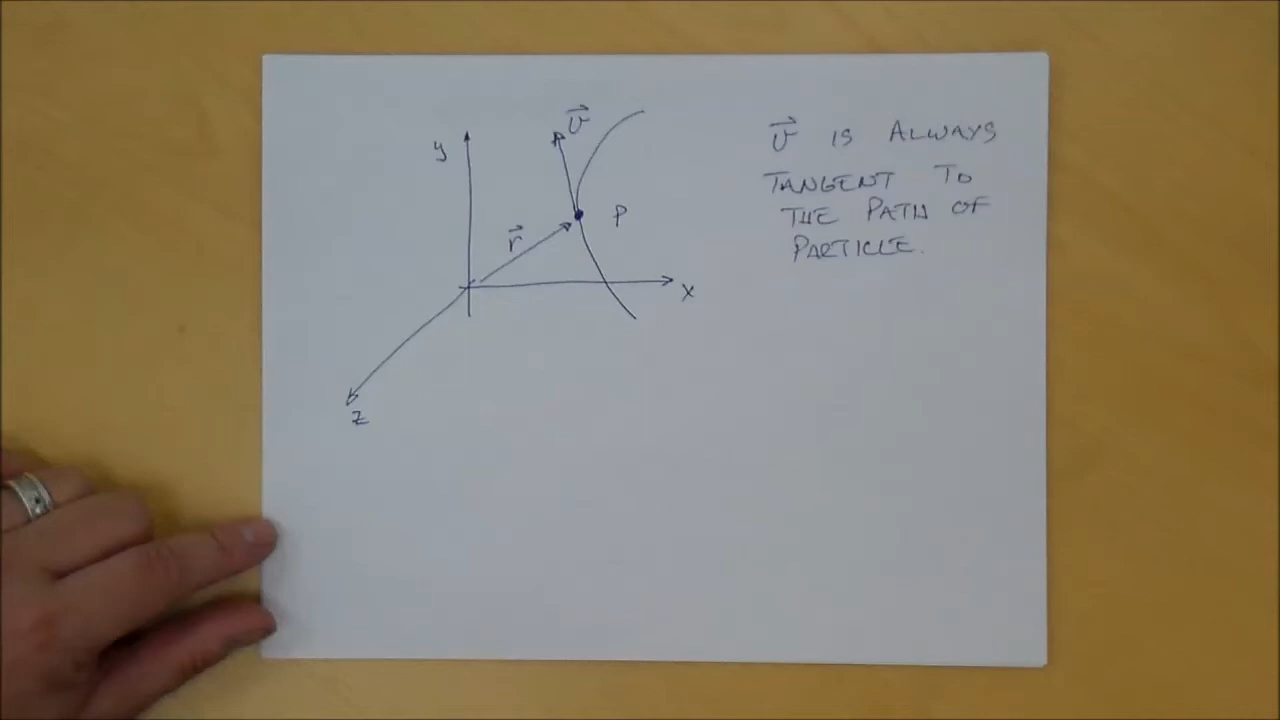 y
v⃗
P
r⃗
x
z
v⃗ IS ALWAYS
TANGENT TO
THE PATH OF
PARTICLE.